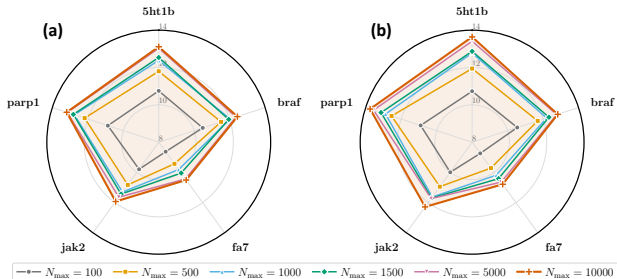 (a)
5ht1b
14
12
10
8
braf
fa7
jak2
parp1
(b)
5ht1b
14
12
10
8
braf
fa7
jak2
parp1
N_max = 100 N_max = 500 N_max = 1000 N_max = 1500 N_max = 5000 N_max = 10000